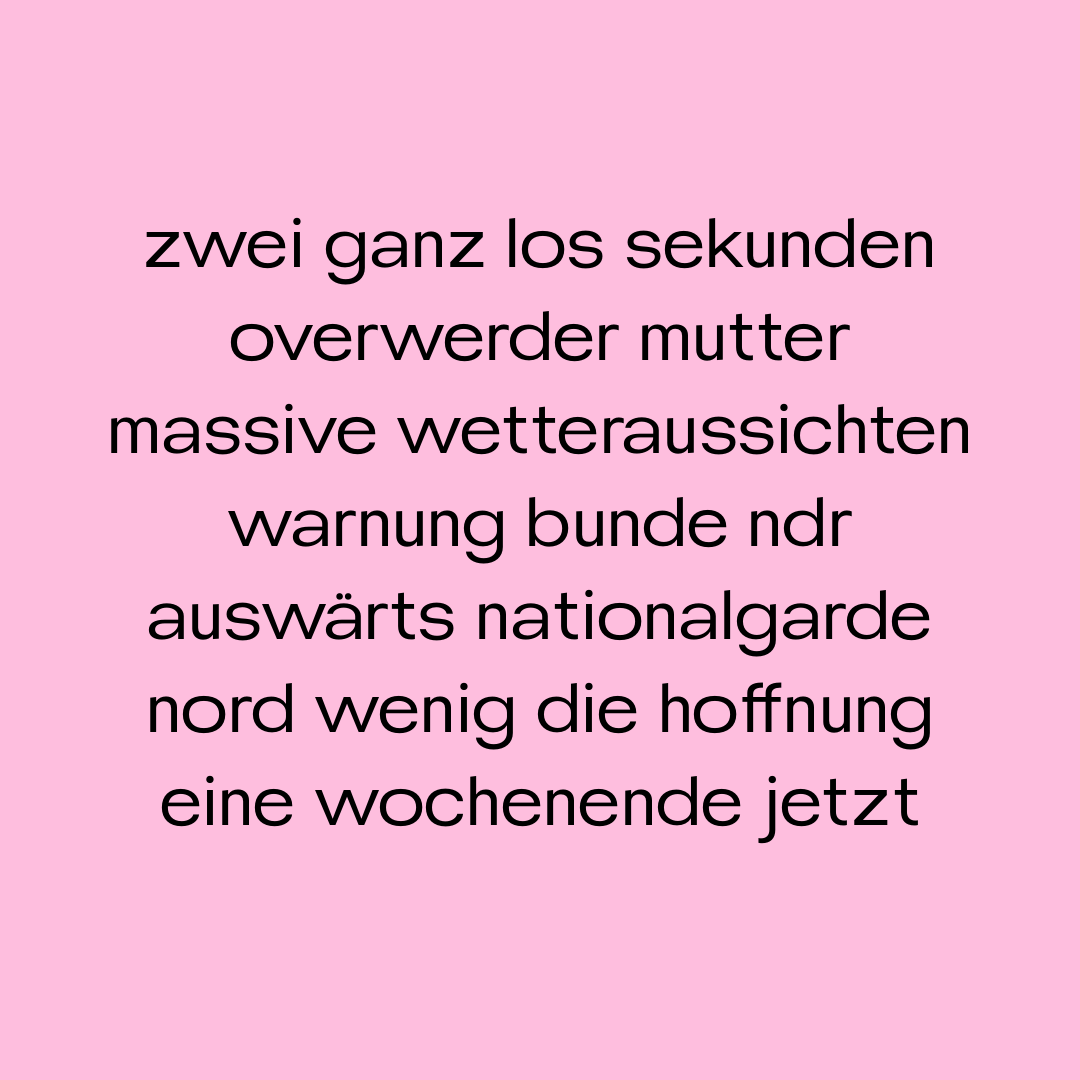 zwei ganz los sekunden
overwerder mutter
massive wetteraussichten
warnung bunde ndr
auswärts nationalgarde
nord wenig die hoffnung
eine wochenende jetzt